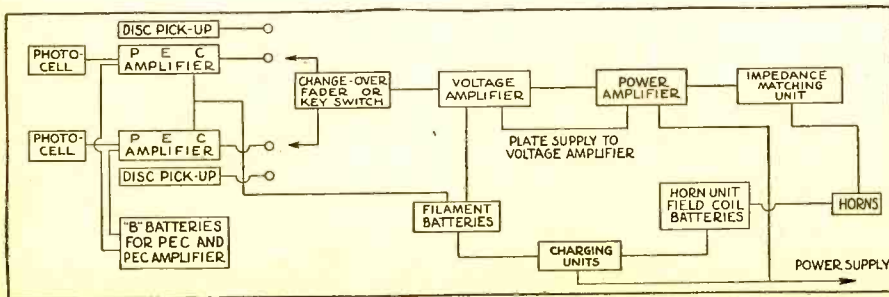 DISC PICK-UP
PHOTO-
CELL
P E C
AMPLIFIER
CHANGE-OVER
FADER OR
KEY SWITCH
VOLTAGE
AMPLIFIER
POWER
AMPLIFIER
IMPEDANCE
MATCHING
UNIT
PLATE SUPPLY TO
VOLTAGE AMPLIFIER
PHOTO-
CELL
P E C
AMPLIFIER
DISC PICK-UP
"B" BATTERIES
FOR PEC AND
PEC AMPLIFIER
FILAMENT
BATTERIES
HORN UNIT
FIELD COIL
BATTERIES
HORNS
CHARGING
UNITS
POWER SUPPLY